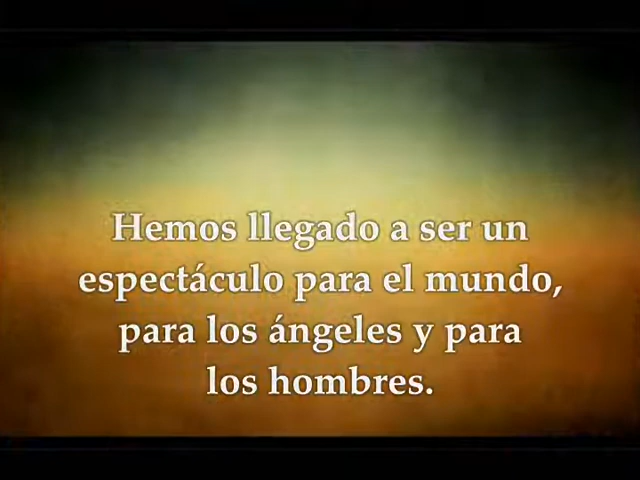 Hemos llegado a ser un
espectáculo para el mundo,
para los ángeles y para
los hombres.